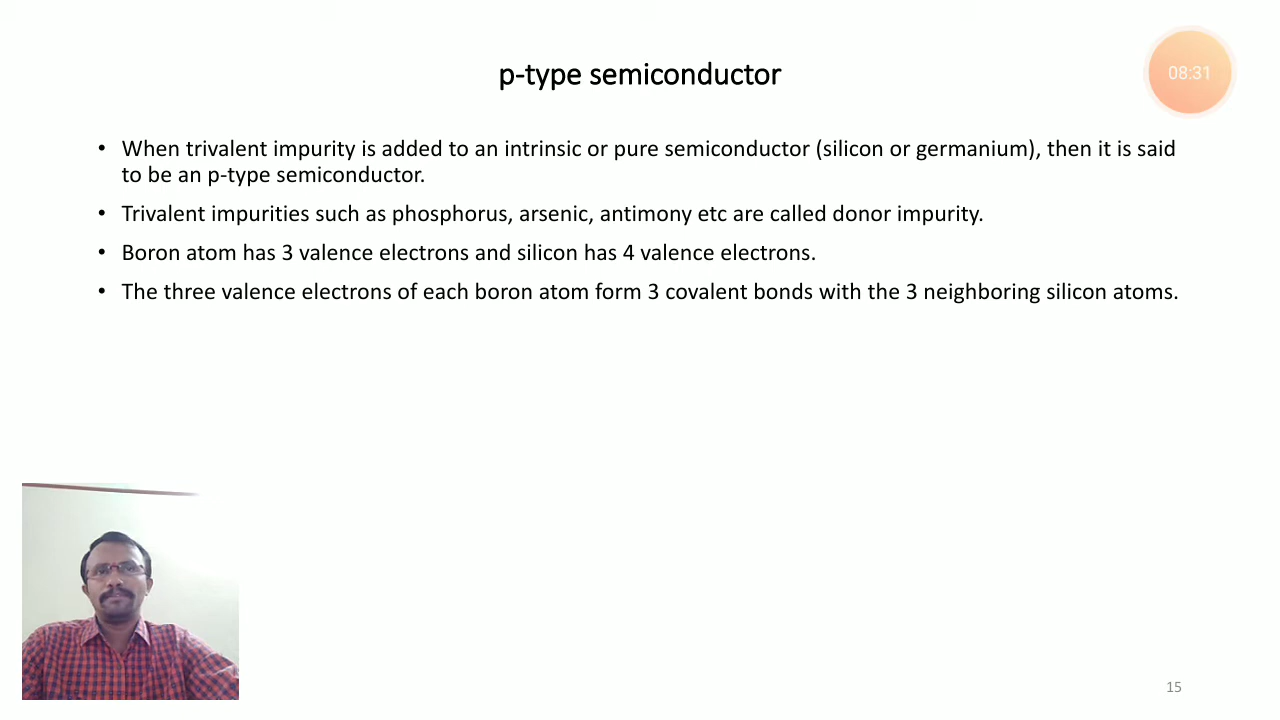 p-type semiconductor
08:31
• When trivalent impurity is added to an intrinsic or pure semiconductor (silicon or germanium), then it is said
to be an p-type semiconductor.
• Trivalent impurities such as phosphorus, arsenic, antimony etc are called donor impurity.
• Boron atom has 3 valence electrons and silicon has 4 valence electrons.
• The three valence electrons of each boron atom form 3 covalent bonds with the 3 neighboring silicon atoms.
15